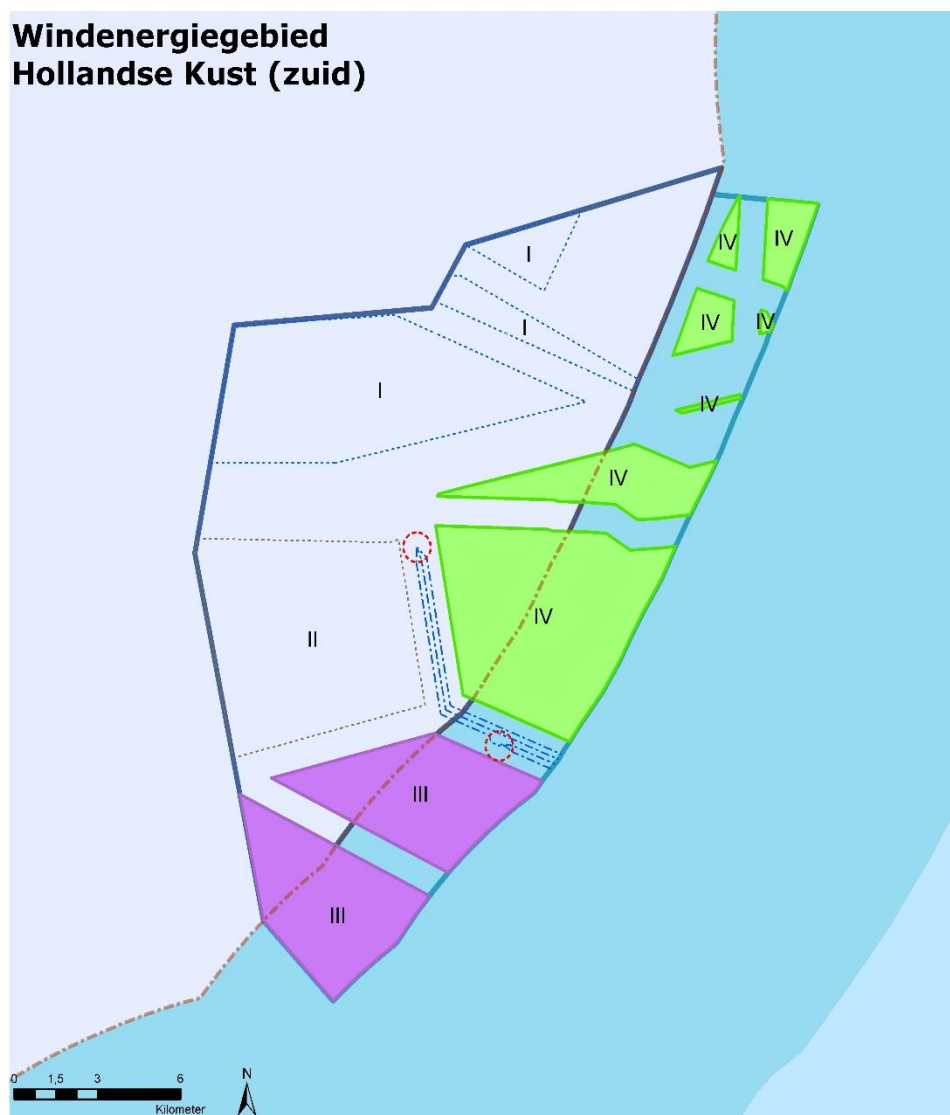 Windenergiegebied
Hollandse Kust (zuid)
I
IV
IV
I
IV
IV
I
IV
IV
IV
II
III
III
0 1,5 3 6
Kilometer
N